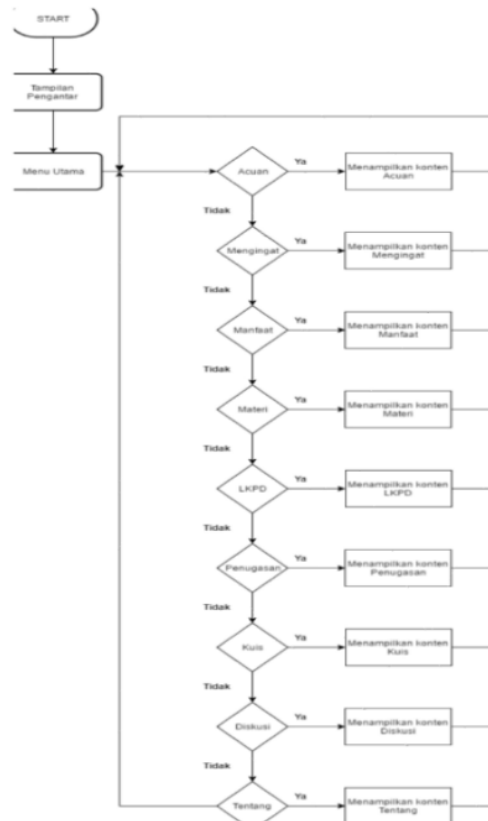 START
Tampilan
Pengantar
Menu Utama
Acuan
Ya
Menampilkan konten
Acuan
Tidak
Mengingat
Ya
Menampilkan konten
Mengingat
Tidak
Manfaat
Ya
Menampilkan konten
Manfaat
Tidak
Materi
Ya
Menampilkan konten
Materi
Tidak
LKPD
Ya
Menampilkan konten
LKPD
Tidak
Penugasan
Ya
Menampilkan konten
Penugasan
Tidak
Kuis
Ya
Menampilkan konten
Kuis
Tidak
Diskusi
Ya
Menampilkan konten
Diskusi
Tidak
Tentang
Ya
Menampilkan konten
Tentang